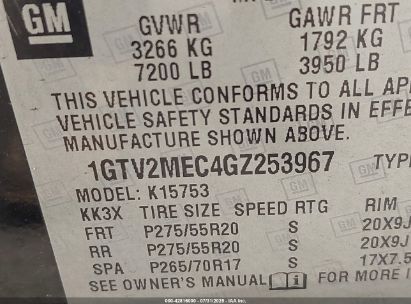 GM
GVWR GAWR FRT
3266 KG 1792 KG
7200 LB 3950 LB
THIS VEHICLE CONFORMS TO ALL
VEHICLE SAFETY STANDARDS IN
MANUFACTURE SHOWN ABOVE.
1GTV2MEC4GZ253967 TYP
MODEL: K15753
KK3X TIRE SIZE SPEED RTG RIM
FRT P275/55R20 S 20X9J
RR P275/55R20 S 20X9J
SPA P265/70R17 S 17X7.5
SEE OWNER'S MANUAL FOR MORE